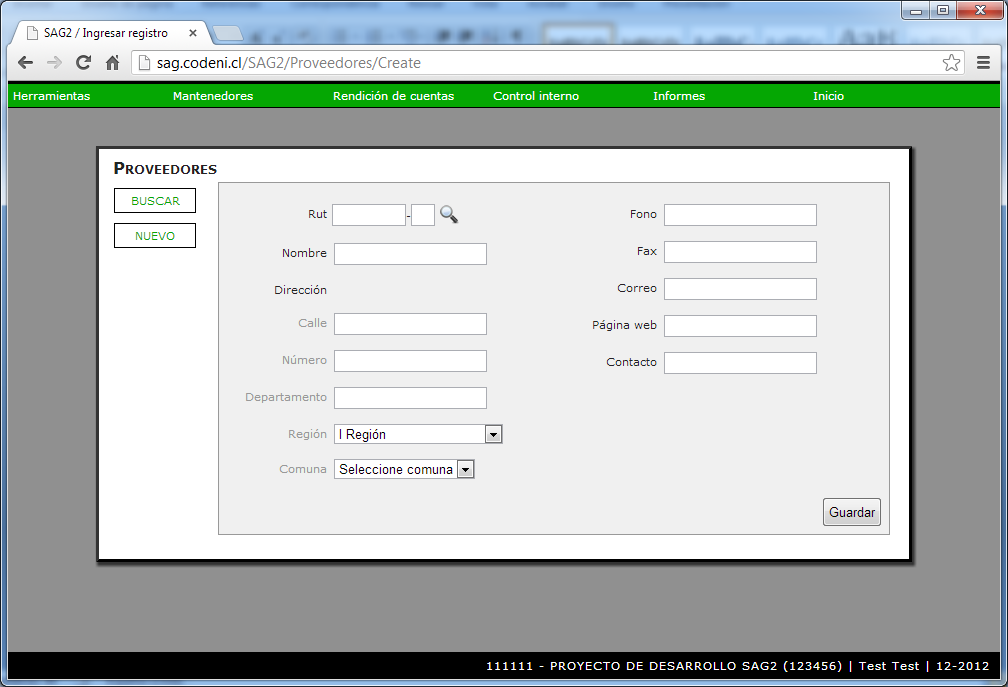 SAG2 / Ingresar registro
sag.codeni.cl/SAG2/Proveedores/Create
Herramientas Mantenedores Rendición de cuentas Control interno Informes Inicio
PROVEEDORES
BUSCAR
NUEVO
Rut -
Nombre
Dirección
Calle
Número
Departamento
Región I Región
Comuna Seleccione comuna
Fono
Fax
Correo
Página web
Contacto
Guardar
111111 - PROYECTO DE DESARROLLO SAG2 (123456) | Test Test | 12-2012